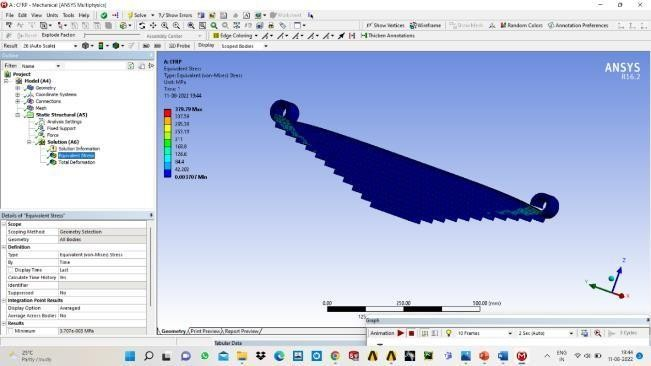 A : CFRP - Mechanical [ANSYS Multiphysics]
File Edit View Units Tools Help Solve Show Errors Worksheet
Show Vertices Wireframe Show Mesh Random Colors Annotation Preferences
Reset Explode Factor Assembly Center
Edge Coloring Thicken Annotations
Result 26 (Auto Scale) Probe Display Scoped Bodies
Outline
Filter: Name
Project
Model (A4)
Geometry
Coordinate Systems
Connections
Mesh
Static Structural (A5)
Analysis Settings
Fixed Support
Force
Solution (A6)
Solution Information
Equivalent Stress
Total Deformation
A: CFRP
Equivalent Stress
Type: Equivalent (von-Mises) Stress
Unit: MPa
Time: 1
11-08-2022 19:44
379.79 Max
337.59
295.39
253.19
211
168.8
126.6
84.4
42.202
0.003707 Min
ANSYS
R16.2
Details of "Equivalent Stress"
Scope
Scoping Method Geometry Selection
Geometry All Bodies
Definition
Type Equivalent (von-Mises) Stress
By Time
Display Time Last
Calculate Time History Yes
Identifier
Suppressed No
Integration Point Results
Display Option Averaged
Average Across Bodies No
Results
Minimum 3.707e-003 MPa
0.00 250.00 500.00 (mm)
Z
Y
X
Geometry Print Preview Report Preview
Graph
Animation 10 Frames 2 Sec (Auto) 3 Cycles
Tabular Data
25°C
Partly cloudy
ENG
IN
19:44
11-08-2022